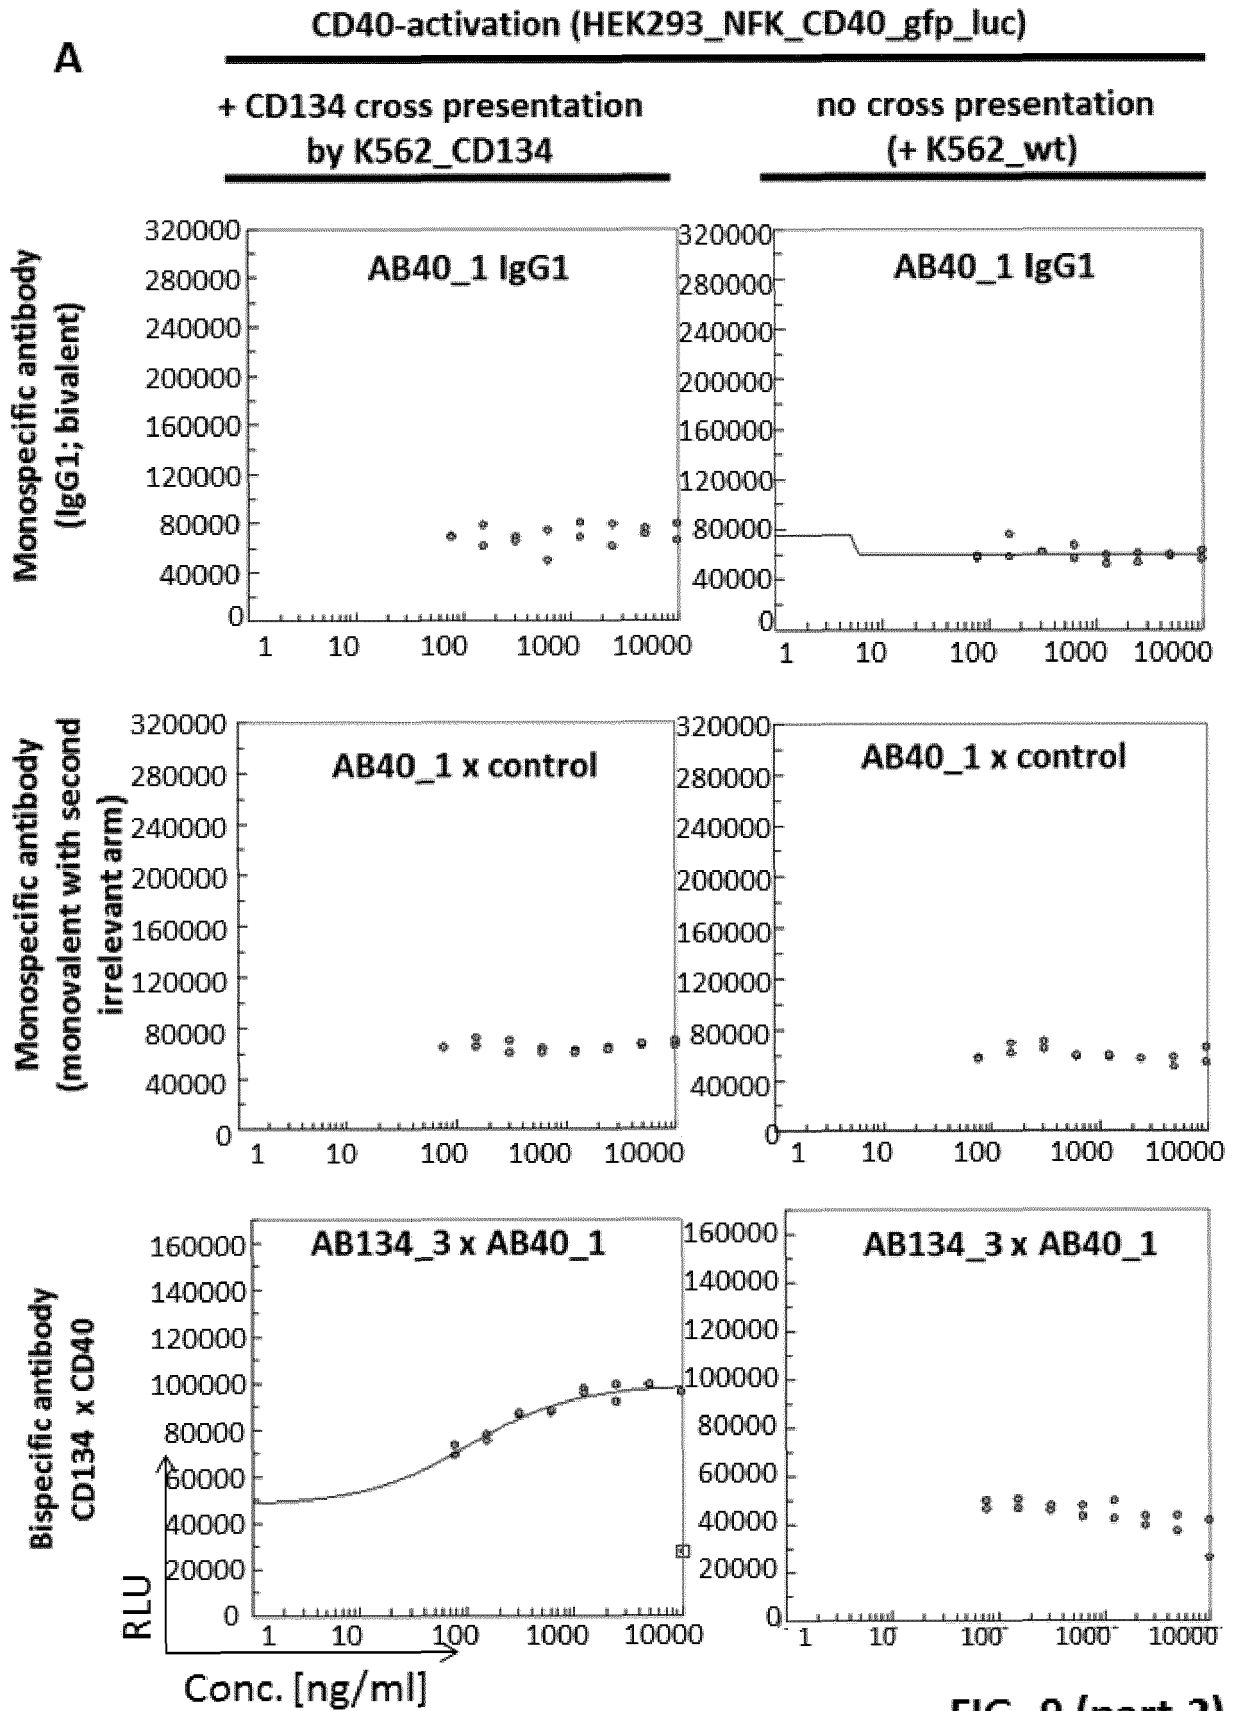 CD40-activation (HEK293_NFK_CD40_gfp_luc)
A
+ CD134 cross presentation
by K562_CD134
no cross presentation
(+ K562_wt)
Monospecific antibody
(IgG1; bivalent)
AB40_1 IgG1
320000
280000
240000
200000
160000
120000
80000
40000
0
1 10 100 1000 10000
AB40_1 IgG1
320000
280000
240000
200000
160000
120000
80000
40000
0
1 10 100 1000 10000
Monospecific antibody
(monovalent with second
irrelevant arm)
AB40_1 x control
320000
280000
240000
200000
160000
120000
80000
40000
0
1 10 100 1000 10000
AB40_1 x control
320000
280000
240000
200000
160000
120000
80000
40000
0
1 10 100 1000 10000
Bispecific antibody
CD134 x CD40
AB134_3 x AB40_1
160000
140000
120000
100000
80000
60000
40000
20000
0
1 10 100 1000 10000
AB134_3 x AB40_1
160000
140000
120000
100000
80000
60000
40000
20000
0
1 10 100 1000 10000
RLU
Conc. [ng/ml]